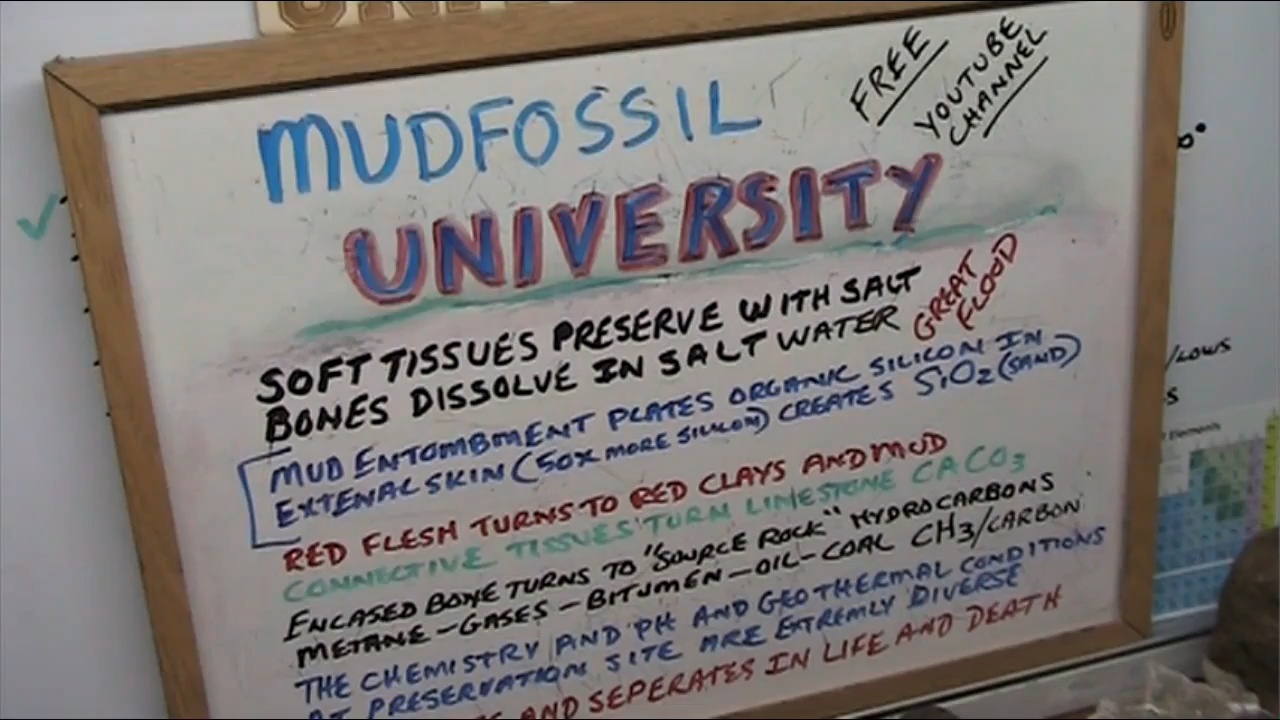 MUDFOSSIL
UNIVERSITY
FREE
YOUTUBE
CHANNEL
SOFT TISSUES PRESERVE WITH SALT
BONES DISSOLVE IN SALT WATER
GREAT
FLOOD
MUD ENTOMBMENT PLATES ORGANIC SILICON IN
EXTENAL SKIN (50X MORE SILICON) CREATES SiO2 (SAND)
RED FLESH TURNS TO RED CLAYS AND MUD
CONNECTIVE TISSUES TURN LIMESTONE CACO3
ENCASED BONE TURNS TO "SOURCE ROCK" HYDROCARBONS
METANE-GASES-BITUMEN-OIL-COAL CH3/CARBON
THE CHEMISTRY AND PH AND GEOTHERMAL CONDITIONS
AT PRESERVATION SITE ARE EXTREMLY DIVERSE
AND SEPERATES IN LIFE AND DEATH
/LOWS
Elements